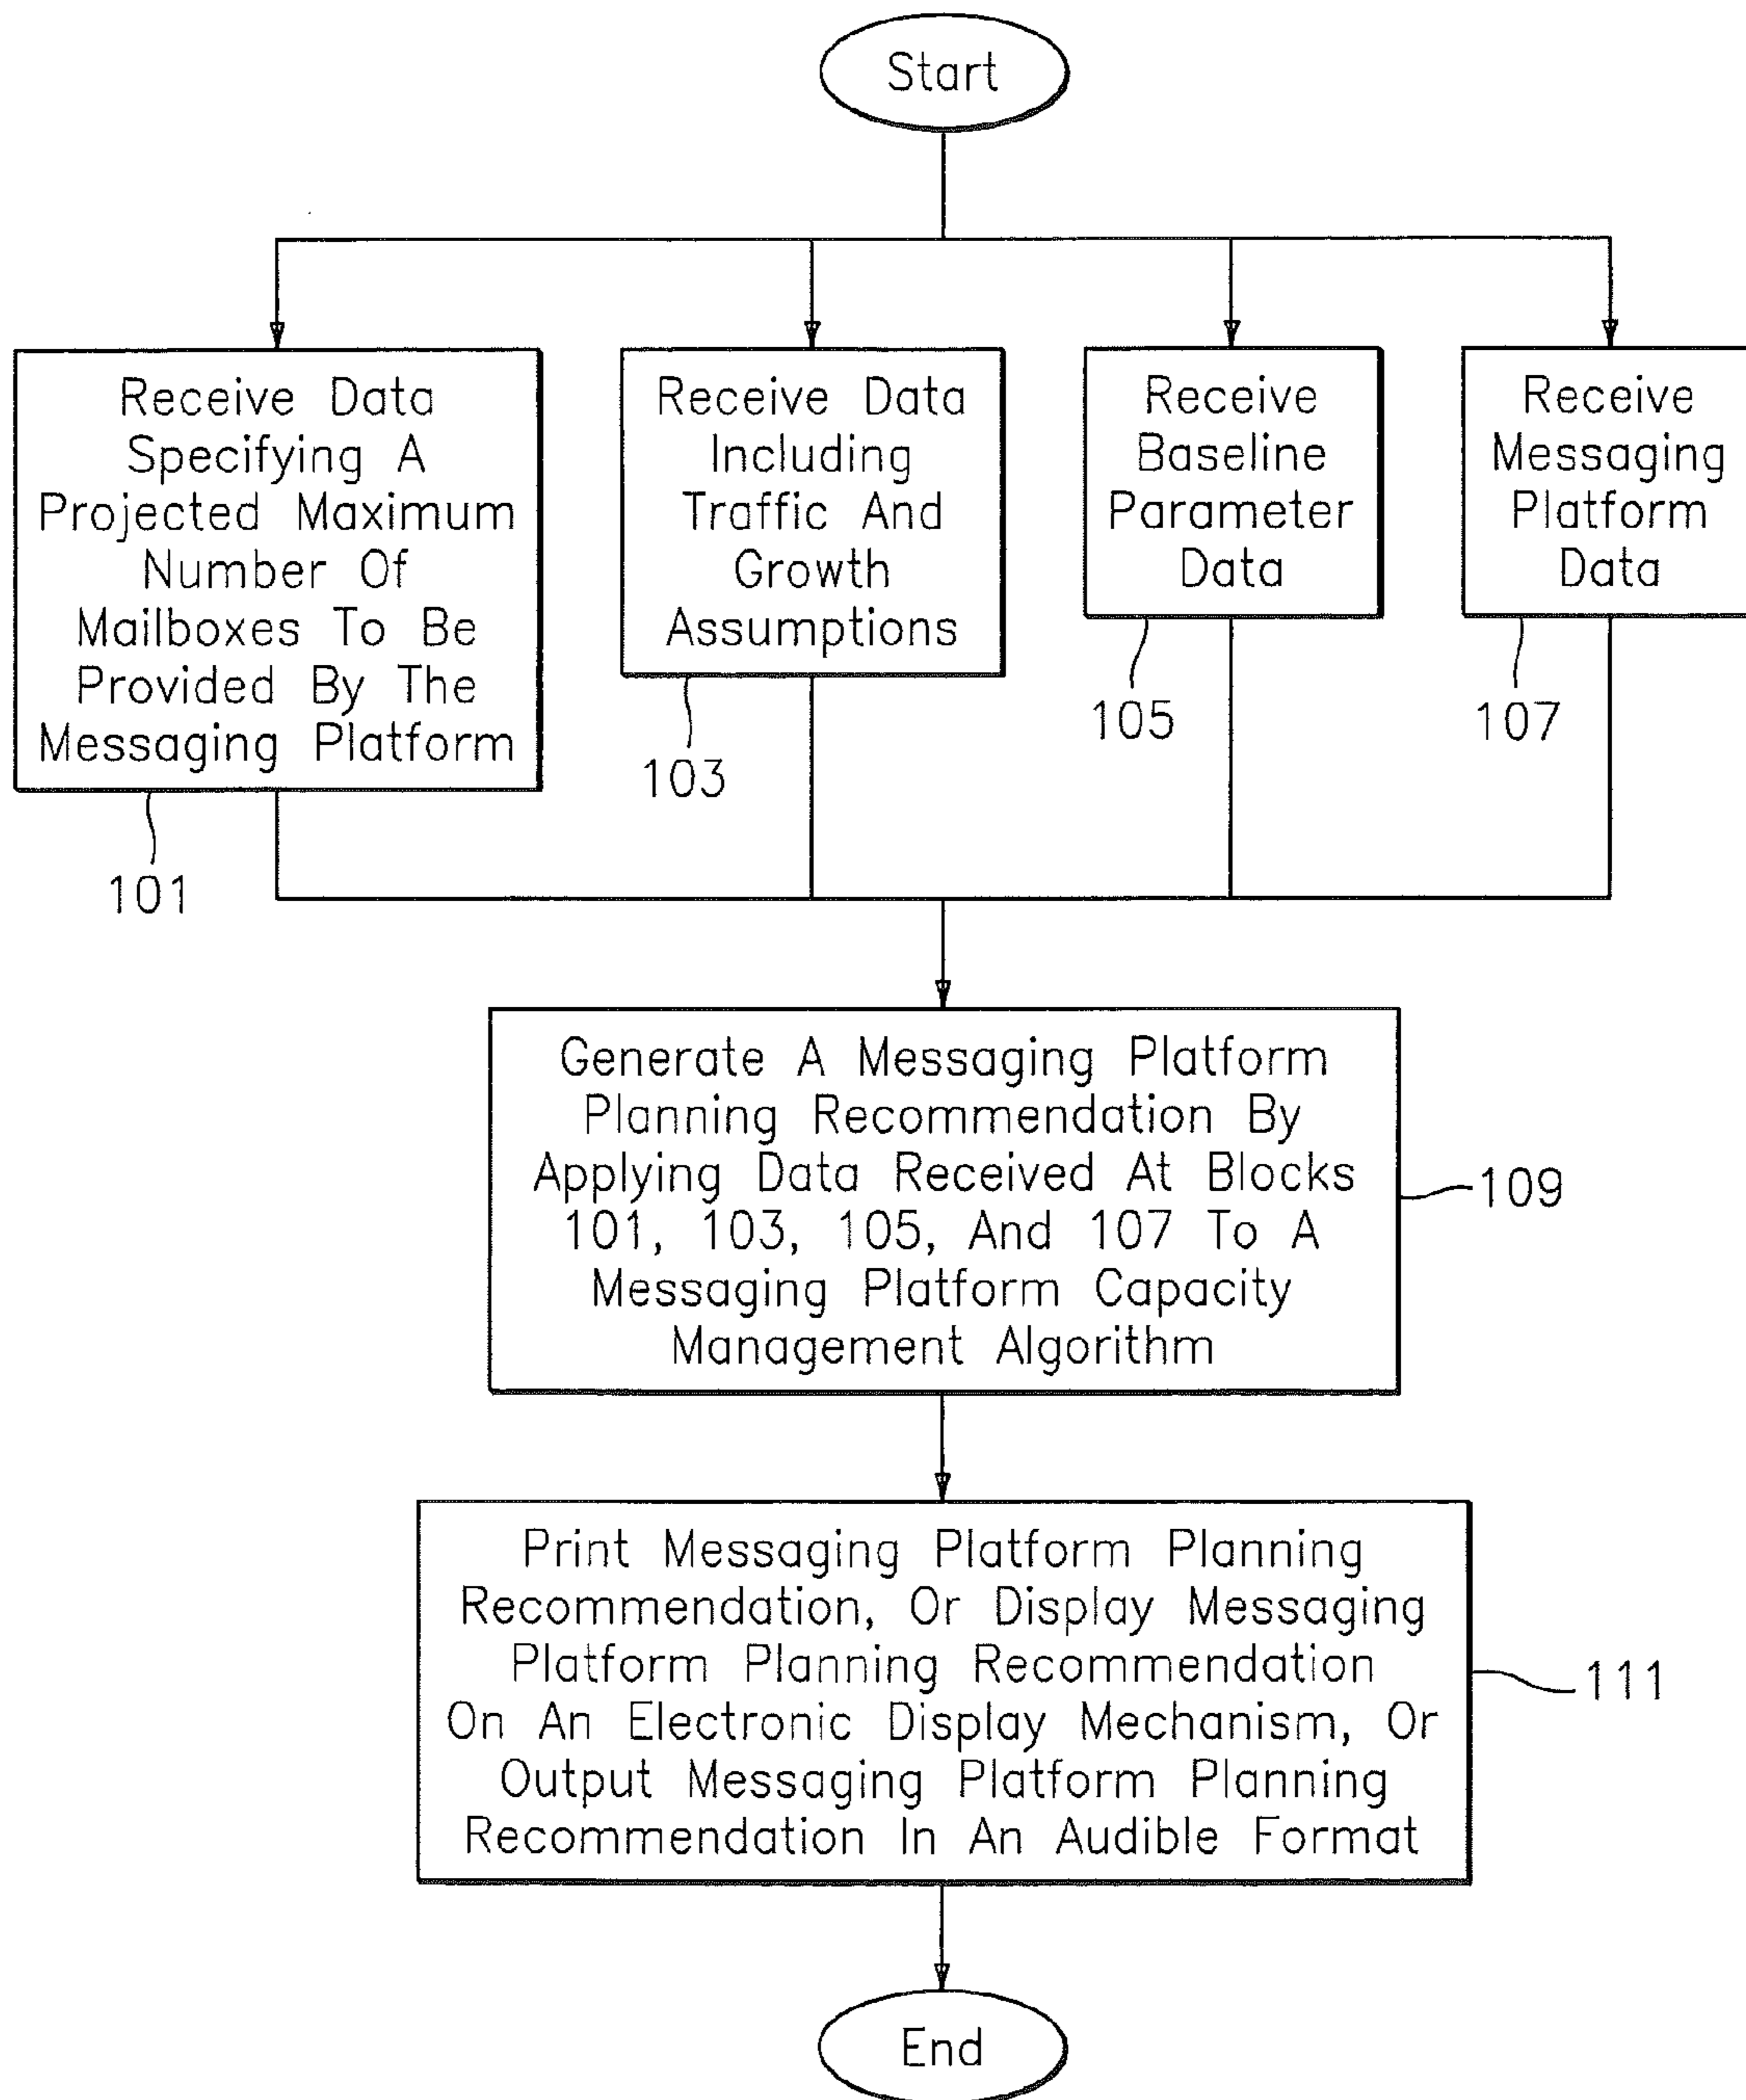 Start
Receive Data
Specifying A
Projected Maximum
Number Of
Mailboxes To Be
Provided By The
Messaging Platform
101
Receive Data
Including
Traffic And
Growth
Assumptions
103
Receive
Baseline
Parameter
Data
105
Receive
Messaging
Platform
Data
107
Generate A Messaging Platform
Planning Recommendation By
Applying Data Received At Blocks
101, 103, 105, And 107 To A
Messaging Platform Capacity
Management Algorithm
109
Print Messaging Platform Planning
Recommendation, Or Display Messaging
Platform Planning Recommendation
On An Electronic Display Mechanism, Or
Output Messaging Platform Planning
Recommendation In An Audible Format
111
End